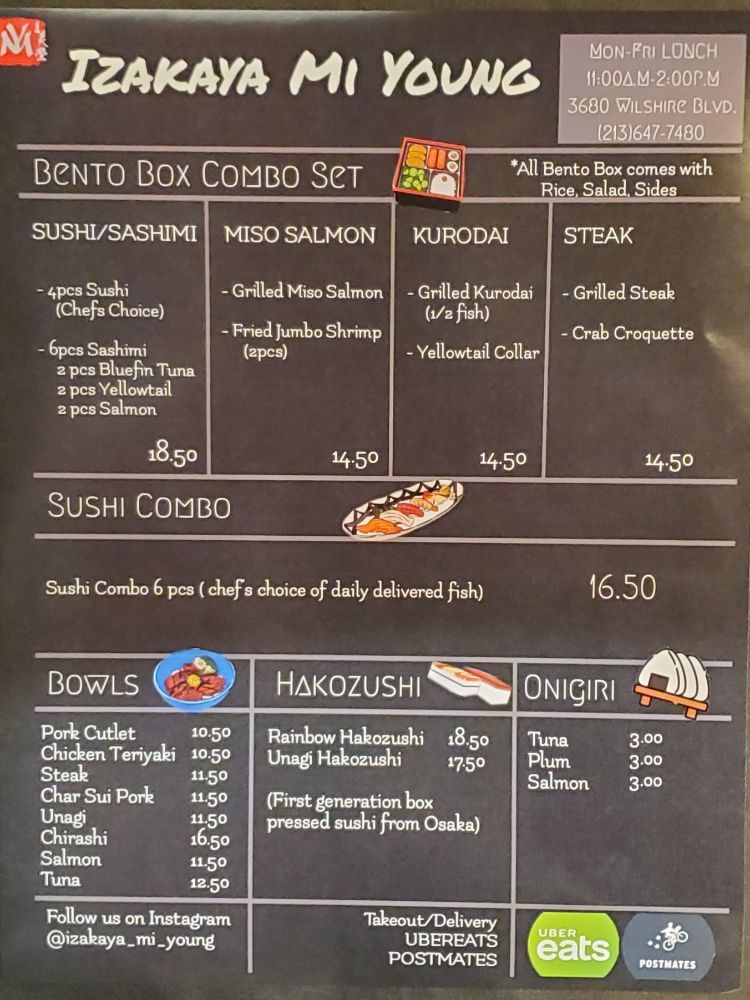 IZAKAYA MI YOUNG
MON-FRI LUNCH
11:00A.M-2:00P.M
3680 WILSHIRE BLVD.
(213)647-7480
BENTO BOX COMBO SET
*All Bento Box comes with
Rice, Salad, Sides
SUSHI/SASHIMI
- 4pcs Sushi
(Chefs Choice)
- 6pcs Sashimi
2 pcs Bluefin Tuna
2 pcs Yellowtail
2 pcs Salmon
18.50
MISO SALMON
- Grilled Miso Salmon
- Fried Jumbo Shrimp
(2pcs)
14.50
KURODAI
- Grilled Kurodai
(1/2 fish)
- Yellowtail Collar
14.50
STEAK
- Grilled Steak
- Crab Croquette
14.50
SUSHI COMBO
Sushi Combo 6 pcs ( chef's choice of daily delivered fish) 16.50
BOWLS
Pork Cutlet 10.50
Chicken Teriyaki 10.50
Steak 11.50
Char Sui Pork 11.50
Unagi 11.50
Chirashi 16.50
Salmon 11.50
Tuna 12.50
HAKOZUSHI
Rainbow Hakozushi 18.50
Unagi Hakozushi 17.50
(First generation box
pressed sushi from Osaka)
ONIGIRI
Tuna 3.00
Plum 3.00
Salmon 3.00
Follow us on Instagram
@izakaya_mi_young
Takeout/Delivery
UBEREATS
POSTMATES
UBER
eats
POSTMATES